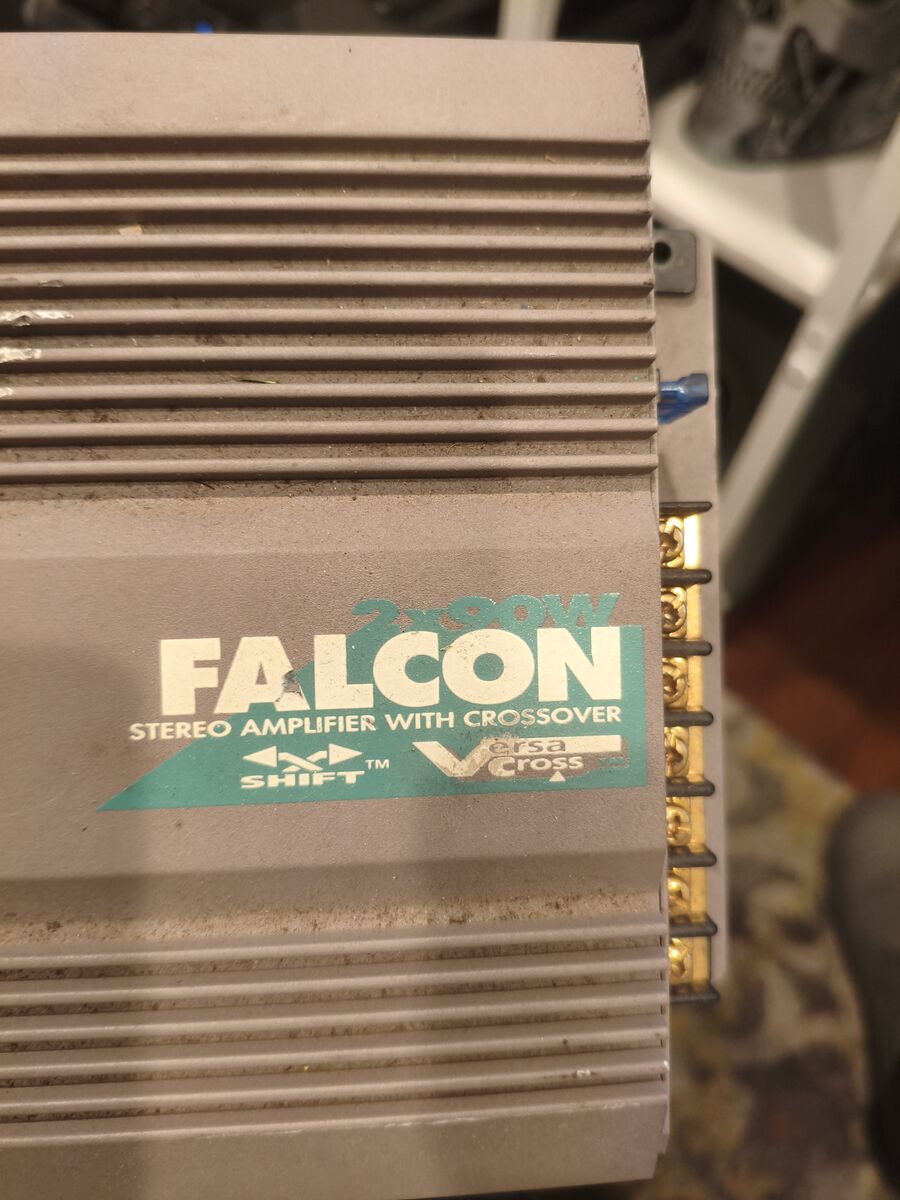 2x90W
FALCON
STEREO AMPLIFIER WITH CROSSOVER
X SHIFT™
Versa Cross